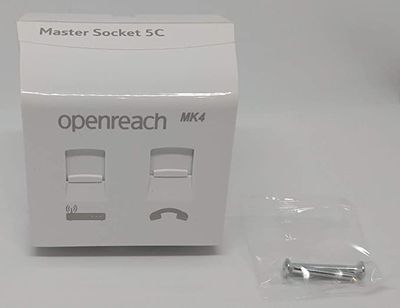 Master Socket 5C
openreach MK4